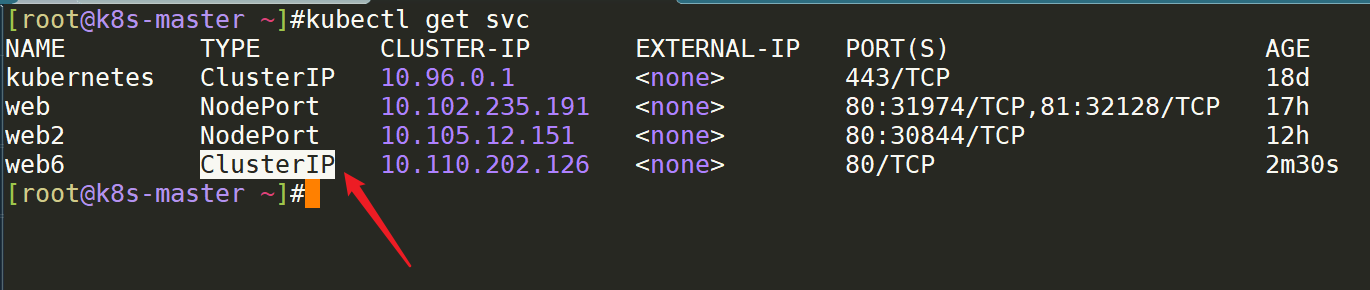 [root@k8s-master ~]#kubectl get svc
NAME TYPE CLUSTER-IP EXTERNAL-IP PORT(S) AGE
kubernetes ClusterIP 10.96.0.1 <none> 443/TCP 18d
web NodePort 10.102.235.191 <none> 80:31974/TCP,81:32128/TCP 17h
web2 NodePort 10.105.12.151 <none> 80:30844/TCP 12h
web6 ClusterIP 10.110.202.126 <none> 80/TCP 2m30s
[root@k8s-master ~]#